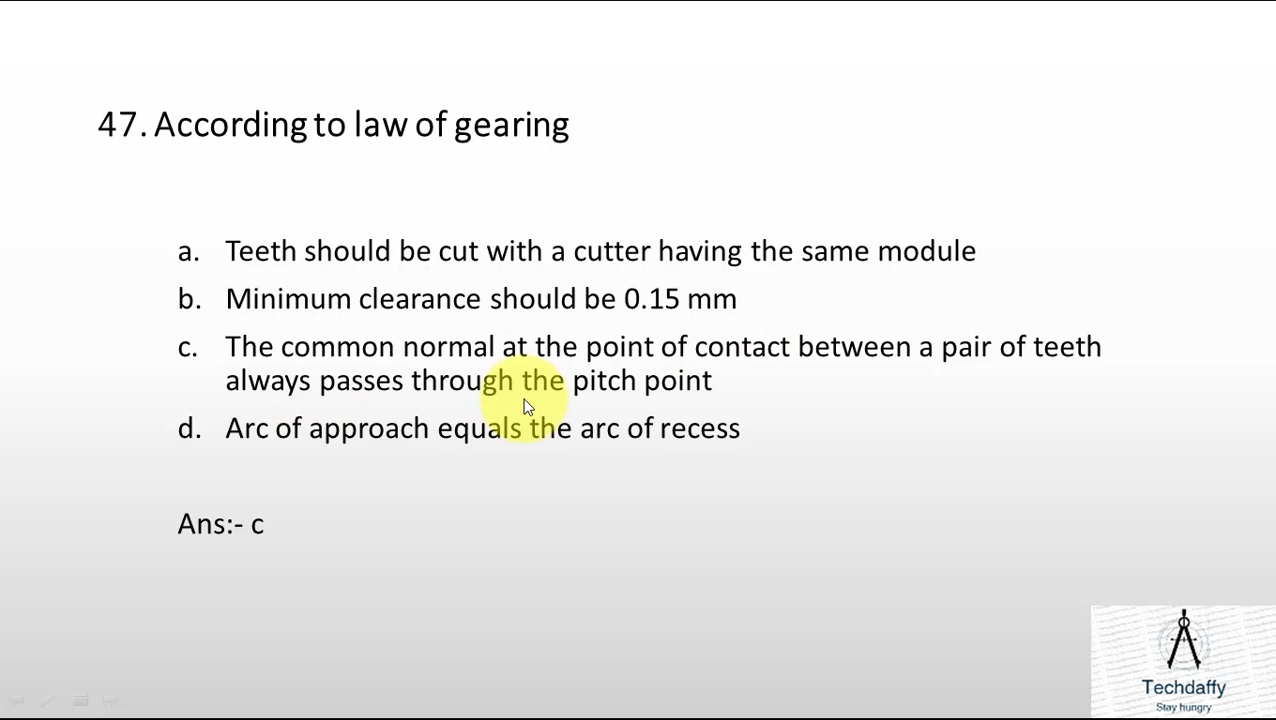 47. According to law of gearing
a. Teeth should be cut with a cutter having the same module
b. Minimum clearance should be 0.15 mm
c. The common normal at the point of contact between a pair of teeth
always passes through the pitch point
d. Arc of approach equals the arc of recess
Ans:- c
Techdaffy
Stay hungry